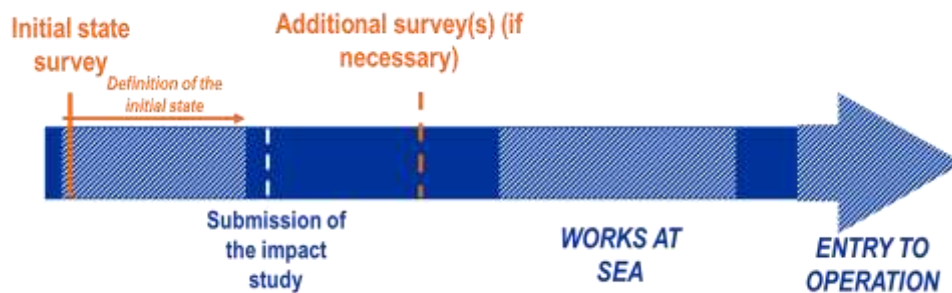 Initial state
survey
Additional survey(s) (if
necessary)
Definition of the
initial state
Submission of
the impact
study
WORKS AT
SEA
ENTRY TO
OPERATION